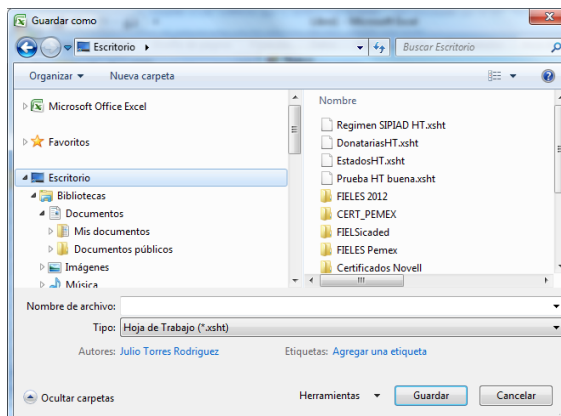 Guardar como
Escritorio
Buscar Escritorio
Organizar
Nueva carpeta
Microsoft Office Excel
Favoritos
Escritorio
Bibliotecas
Documentos
Mis documentos
Documentos públicos
Imágenes
Música
Nombre
Regimen SIPIAD HT.xsht
DonatariasHT.xsht
EstadosHT.xsht
Prueba HT buena.xsht
FIELES 2012
CERT_PEMEX
FIELSicaded
FIELES Pemex
Certificados Novell
Nombre de archivo:
Tipo: Hoja de Trabajo (*.xsht)
Autores: Julio Torres Rodriguez
Etiquetas: Agregar una etiqueta
Ocultar carpetas
Herramientas
Guardar
Cancelar